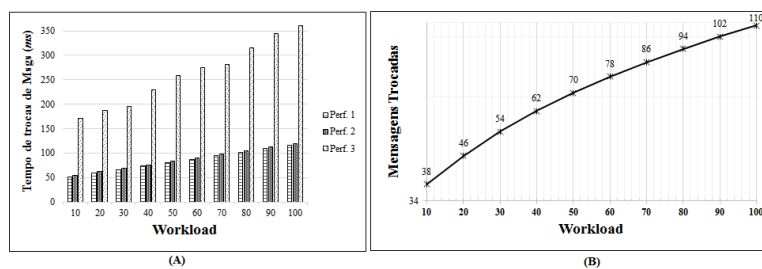 Tempo de trocas de Msgs (ms)
350
300
250
200
150
100
50
0
10 20 30 40 50 60 70 80 90 100
Workload
Perf. 1
Perf. 2
Perf. 3
(A)
Mensagens Trocadas
34
38 46 54 62 70 78 86 94 102 110
10 20 30 40 50 60 70 80 90 100
Workload
(B)